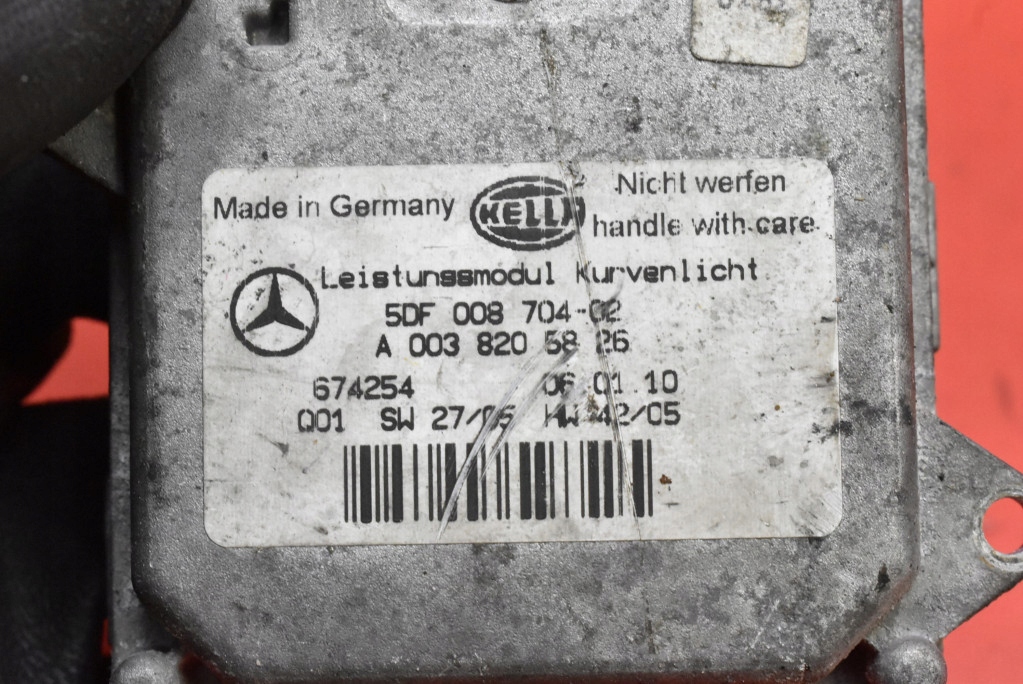 Made in Germany
HELLA
Nicht werfen
handle with care
Leistunssmodul Kurvenlicht
5DF 008 704-02
A 003 820 58 26
674254 06.01.10
Q01 SW 27/05 HW 42/05